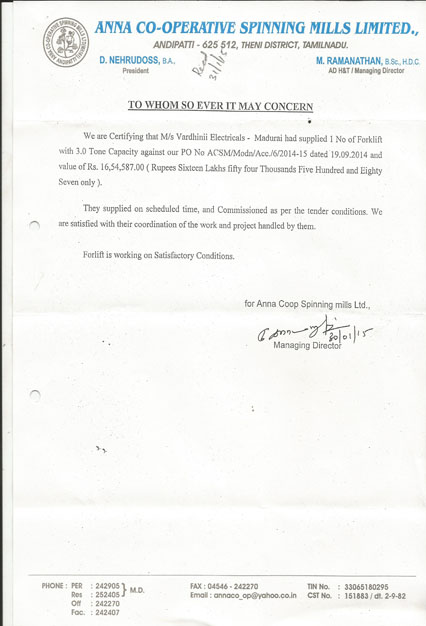 ANNA CO-OPERATIVE SPINNING MILLS LIMITED.,
ANDIPATTI - 625 512, THENI DISTRICT, TAMILNADU.
D. NEHRUDOSS, B.A.,
President
M. RAMANATHAN, B.Sc., H.D.C.
AD H&T / Managing Director
TO WHOM SO EVER IT MAY CONCERN
We are Certifying that M/s Vardhinii Electricals - Madurai had supplied 1 No of Forklift
with 3.0 Tone Capacity against our PO No ACSM/Modn/Acc./6/2014-15 dated 19.09.2014 and
value of Rs. 16,54,587.00 ( Rupees Sixteen Lakhs fifty four Thousands Five Hundred and Eighty
Seven only ).
They supplied on scheduled time, and Commissioned as per the tender conditions. We
are satisfied with their coordination of the work and project handled by them.
Forlift is working on Satisfactory Conditions.
for Anna Coop Spinning mills Ltd.,
30/01/15
Managing Director
PHONE : PER : 242905 } M.D.
Res : 252405
Off : 242270
Fac. : 242407
FAX : 04546 - 242270
Email : annaco_op@yahoo.co.in
TIN No. : 33065180295
CST No. : 151883 / dt. 2-9-82